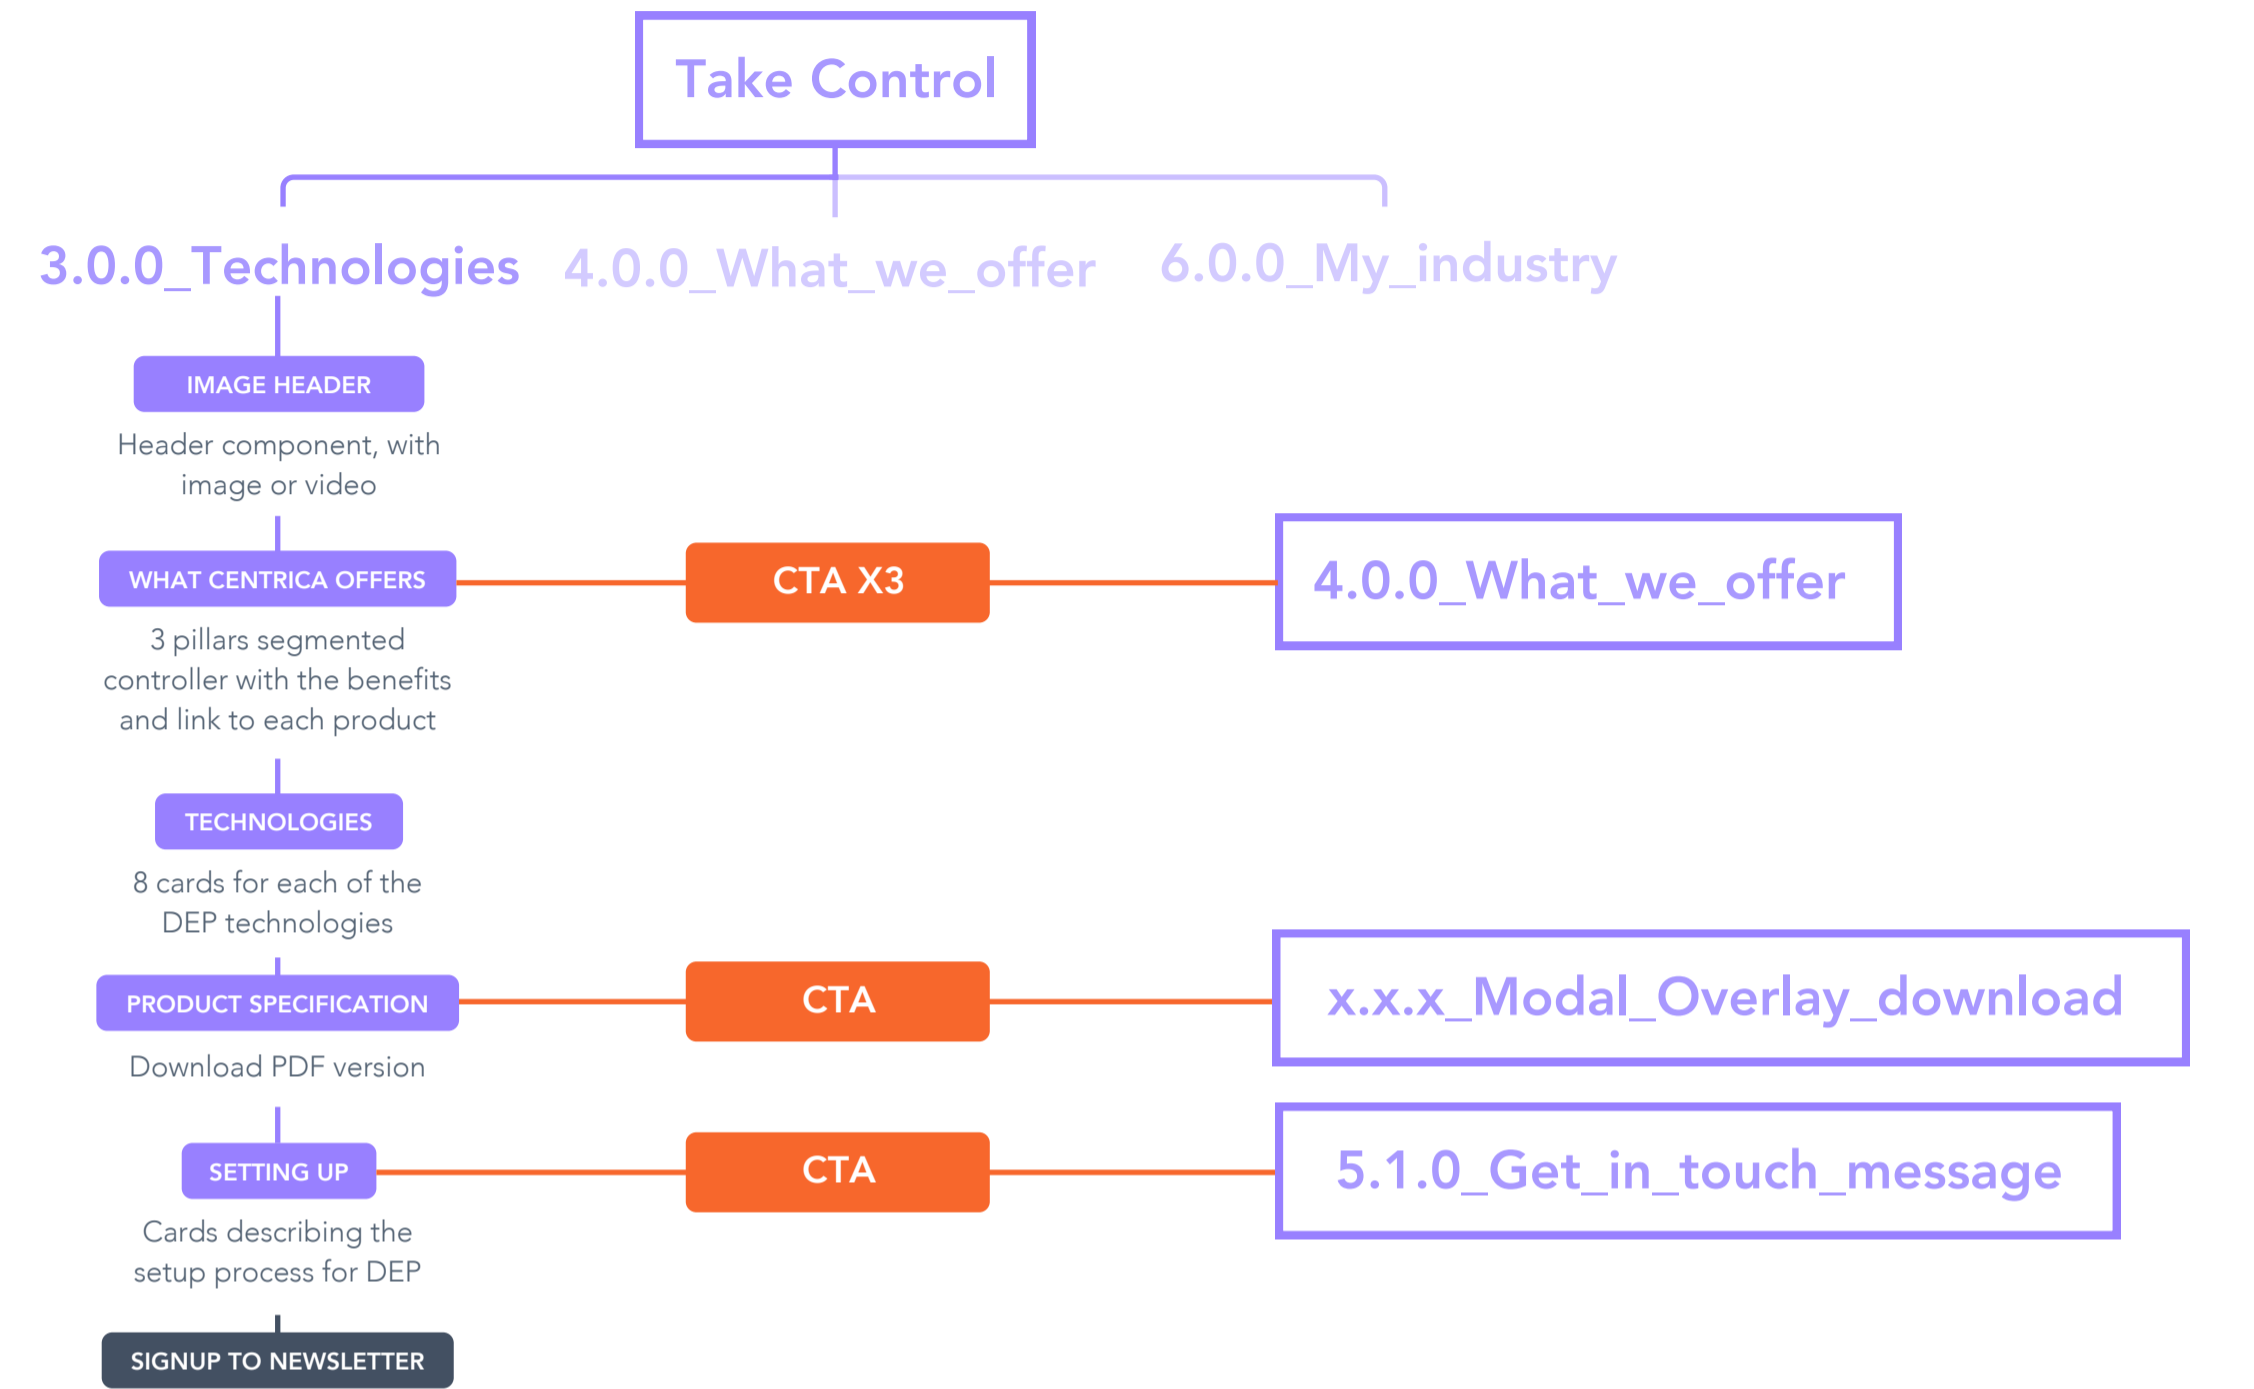 Take Control
3.0.0_Technologies
4.0.0_What_we_offer
6.0.0_My_industry
IMAGE HEADER
Header component, with
image or video
WHAT CENTRICA OFFERS
CTA X3
4.0.0_What_we_offer
3 pillars segmented
controller with the benefits
and link to each product
TECHNOLOGIES
8 cards for each of the
DEP technologies
PRODUCT SPECIFICATION
CTA
x.x.x_Modal_Overlay_download
Download PDF version
SETTING UP
CTA
5.1.0_Get_in_touch_message
Cards describing the
setup process for DEP
SIGNUP TO NEWSLETTER